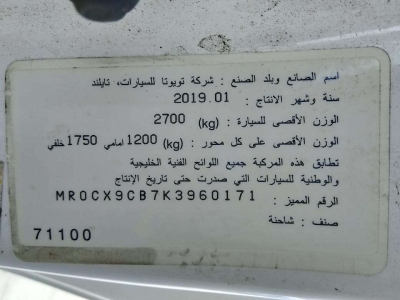 اسم الصانع وبلد الصنع : شركة تويوتا للسيارات، تايلند
سنة وشهر الانتاج : 2019.01
الوزن الأقصى للسيارة : 2700 (kg)
الوزن الأقصى على كل محور : (kg) 1200 امامي 1750 خلفي
تطابق هذه المركبة جميع اللوائح الفنية الخليجية
والوطنية للسيارات التي صدرت حتى تاريخ الإنتاج
الرقم المميز : MR0CX9CB7K3960171
صنف : شاحنة
71100